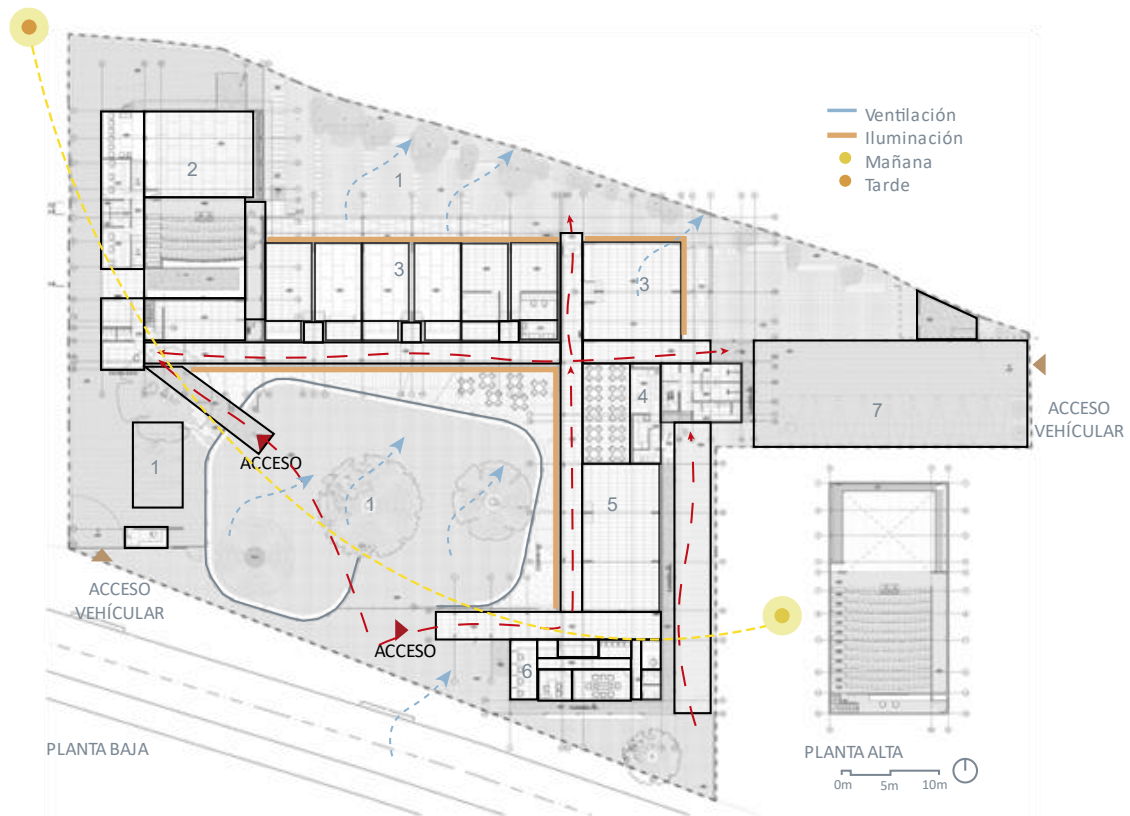 Ventilación
Iluminación
Mañana
Tarde
2
1
3
3
4
7
ACCESO
VEHÍCULAR
ACCESO
1
1
5
ACCESO
VEHÍCULAR
ACCESO
6
PLANTA BAJA
PLANTA ALTA
0m 5m 10m